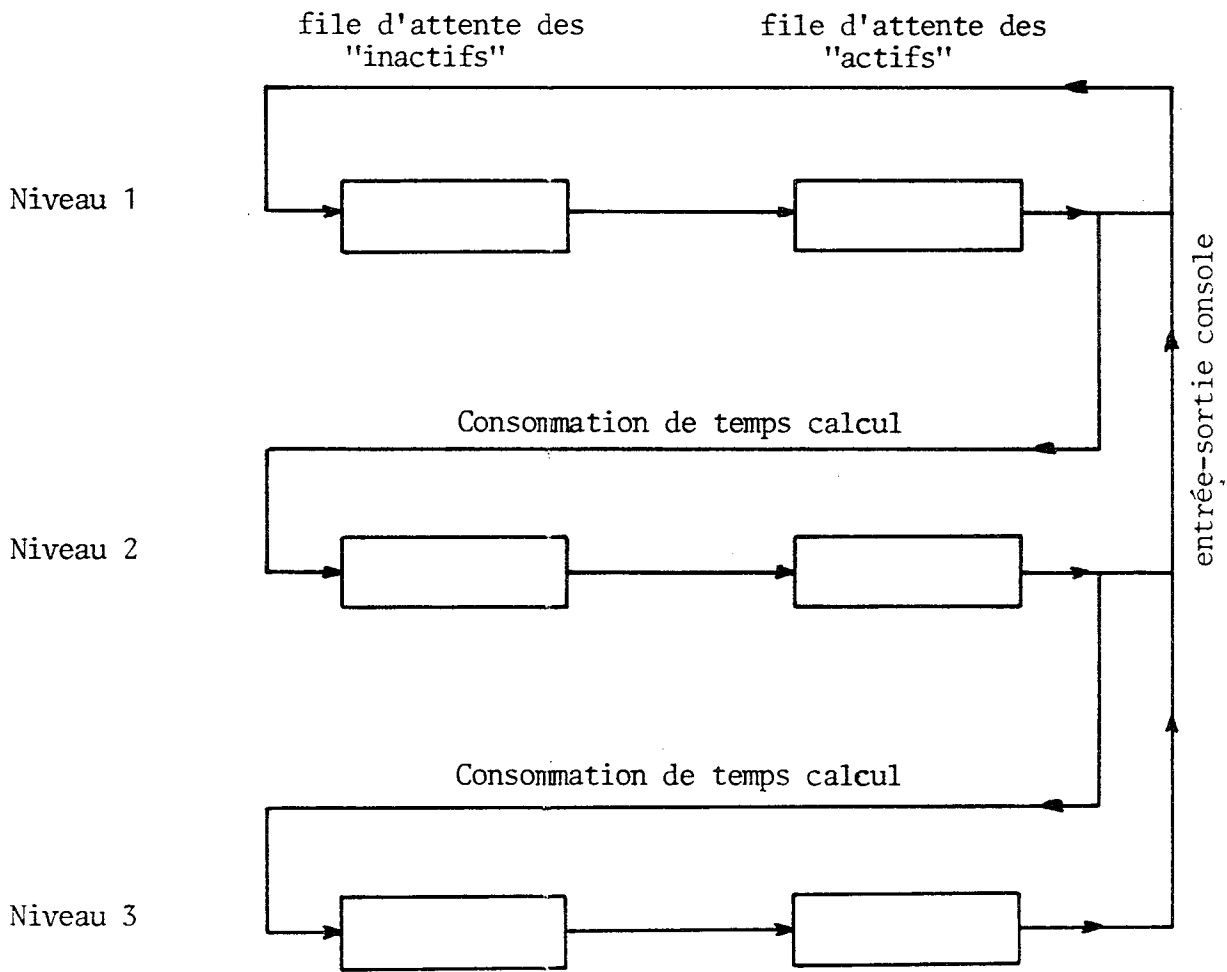 file d'attente des
"inactifs"
file d'attente des
"actifs"
Niveau 1
entrée-sortie console
Consommation de temps calcul
Niveau 2
Consommation de temps calcul
Niveau 3